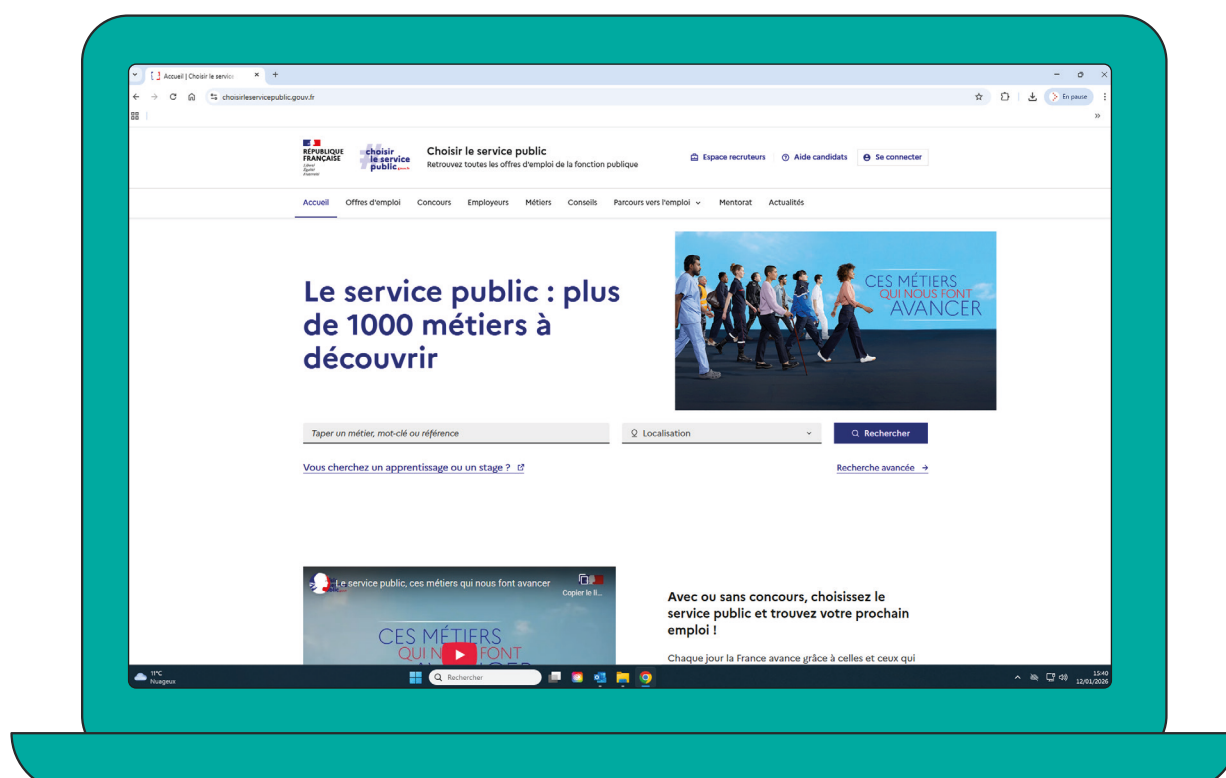 Accueil | Choisir le service
choisirleservicepublic.gouv.fr
En pause
RÉPUBLIQUE
FRANÇAISE
Liberté
Égalité
Fraternité
choisir
le service
public
Choisir le service public
Retrouvez toutes les offres d'emploi de la fonction publique
Espace recruteurs
Aide candidats
Se connecter
Accueil Offres d'emploi Concours Employeurs Métiers Conseils Parcours vers l'emploi Mentorat Actualités
Le service public : plus
de 1000 métiers à
découvrir
CES MÉTIERS
QUI NOUS FONT
AVANCER
Taper un métier, mot-clé ou référence
Localisation
Rechercher
Vous cherchez un apprentissage ou un stage ?
Recherche avancée
Le service public, ces métiers qui nous font avancer
Copier le li...
CES MÉTIERS
FONT
Avec ou sans concours, choisissez le
service public et trouvez votre prochain
emploi !
Chaque jour la France avance grâce à celles et ceux qui
11°C
Nuageux
Rechercher
15:40
12/01/2026